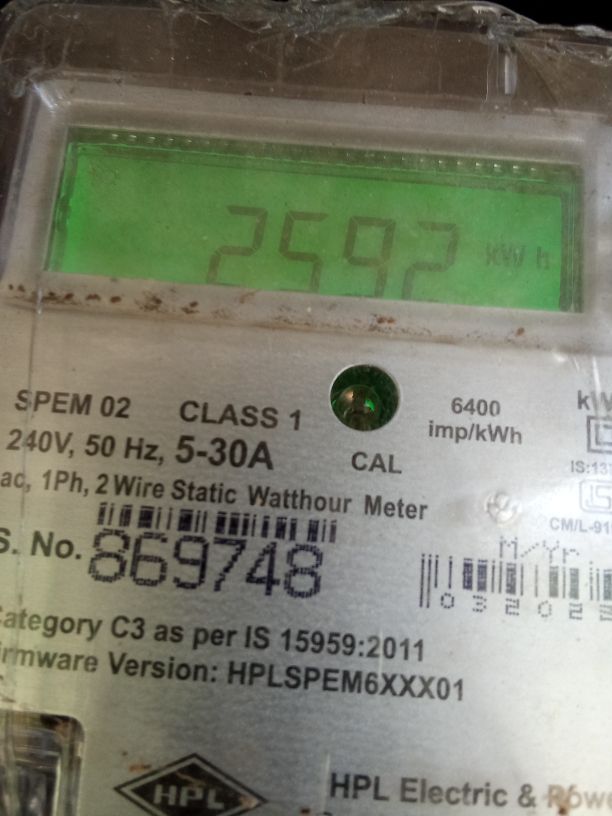 2592 kWh
SPEM 02 CLASS 1 6400
imp/kWh
240V, 50 Hz, 5-30A CAL
ac, 1Ph, 2 Wire Static Watthour Meter
S. No. 869748
M/Yr
Category C3 as per IS 15959:2011
Firmware Version: HPLSPEM6XXX01
HPL HPL Electric &